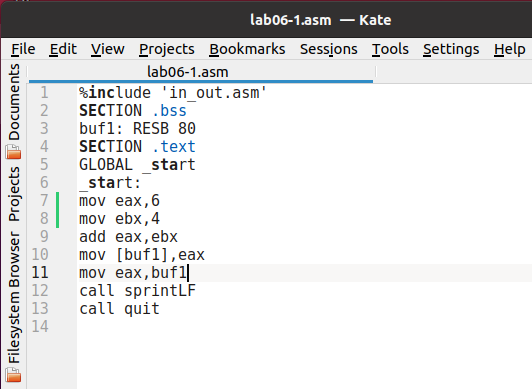 lab06-1.asm — Kate
File Edit View Projects Bookmarks Sessions Tools Settings Help
lab06-1.asm
Documents
Projects
Filesystem Browser
1 %include 'in_out.asm'
2 SECTION .bss
3 buf1: RESB 80
4 SECTION .text
5 GLOBAL _start
6 _start:
7 mov eax,6
8 mov ebx,4
9 add eax,ebx
10 mov [buf1],eax
11 mov eax,buf1
12 call sprintLF
13 call quit
14